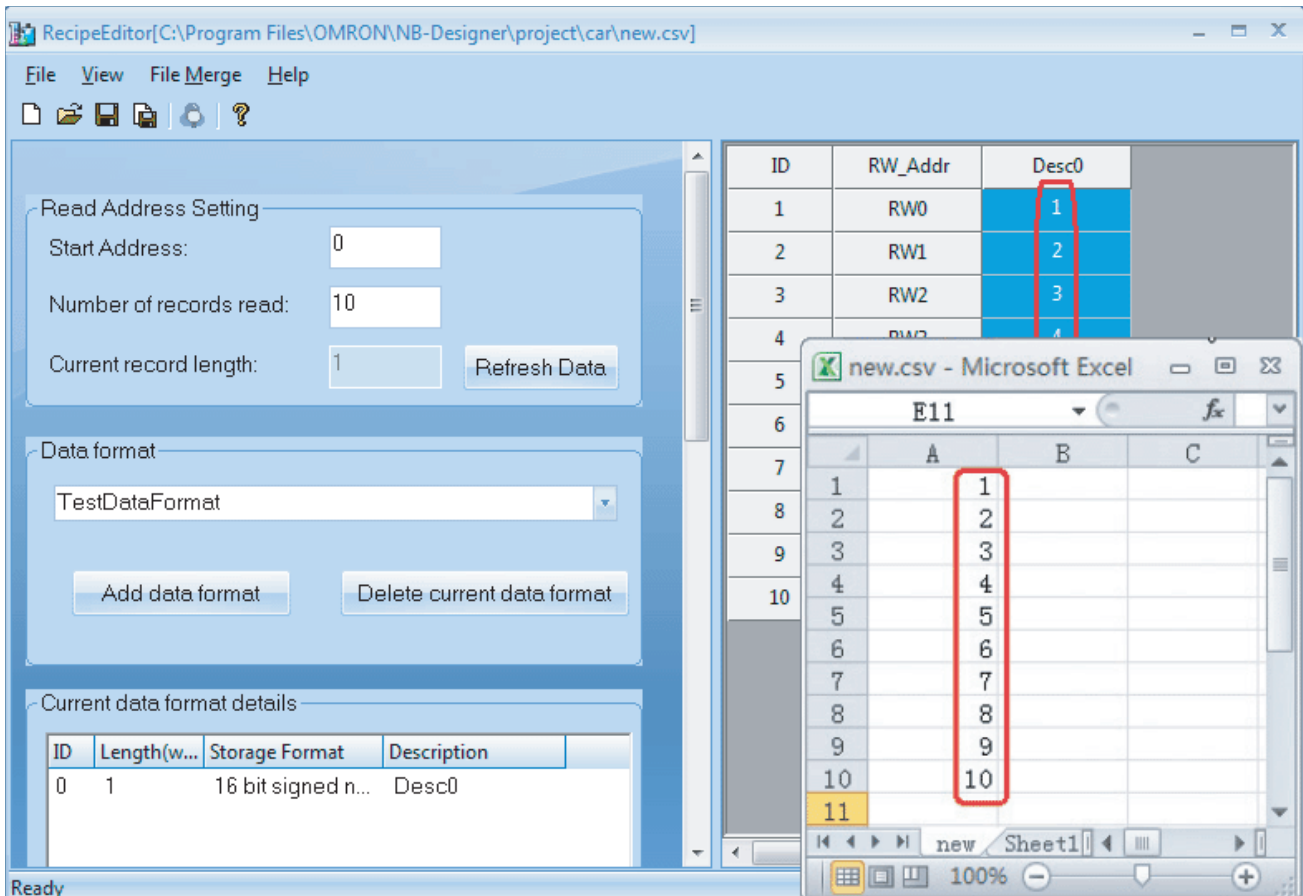 RecipeEditor[C:\Program Files\OMRON\NB-Designer\project\car\new.csv]
File View File Merge Help
Read Address Setting
Start Address: 0
Number of records read: 10
Current record length: 1 Refresh Data
Data format
TestDataFormat
Add data format Delete current data format
Current data format details
ID Length(w... Storage Format Description
0 1 16 bit signed n... Desc0
Ready
ID RW_Addr Desc0
1 RW0 1
2 RW1 2
3 RW2 3
4 RW3 4
5
6
7
8
9
10
new.csv - Microsoft Excel
E11 fx
A B C
1 1
2 2
3 3
4 4
5 5
6 6
7 7
8 8
9 9
10 10
11
new Sheet1
100%